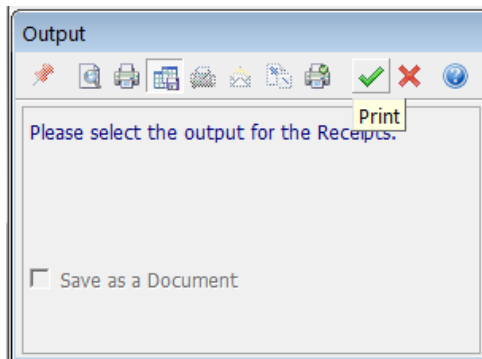 Output
Print
Please select the output for the Receipts.
Save as a Document